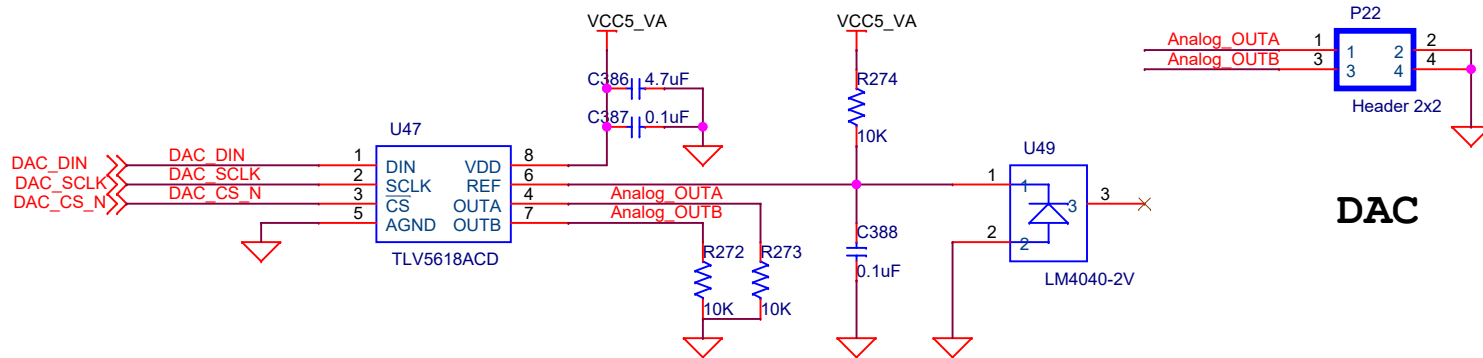 VCC5_VA
VCC5_VA
P22
Analog_OUTA 1 1 2 2
Analog_OUTB 3 3 4 4
Header 2x2
C386 4.7uF
R274
C387 0.1uF
10K
U47
U49
DAC_DIN DAC_DIN 1 DIN VDD 8
DAC_SCLK DAC_SCLK 2 SCLK REF 6 1 1
DAC_CS_N DAC_CS_N 3 CS OUTA 4 Analog_OUTA 3 3
5 AGND OUTB 7 Analog_OUTB
DAC
C388
2 2
TLV5618ACD
R272 R273
0.1uF
LM4040-2V
10K 10K